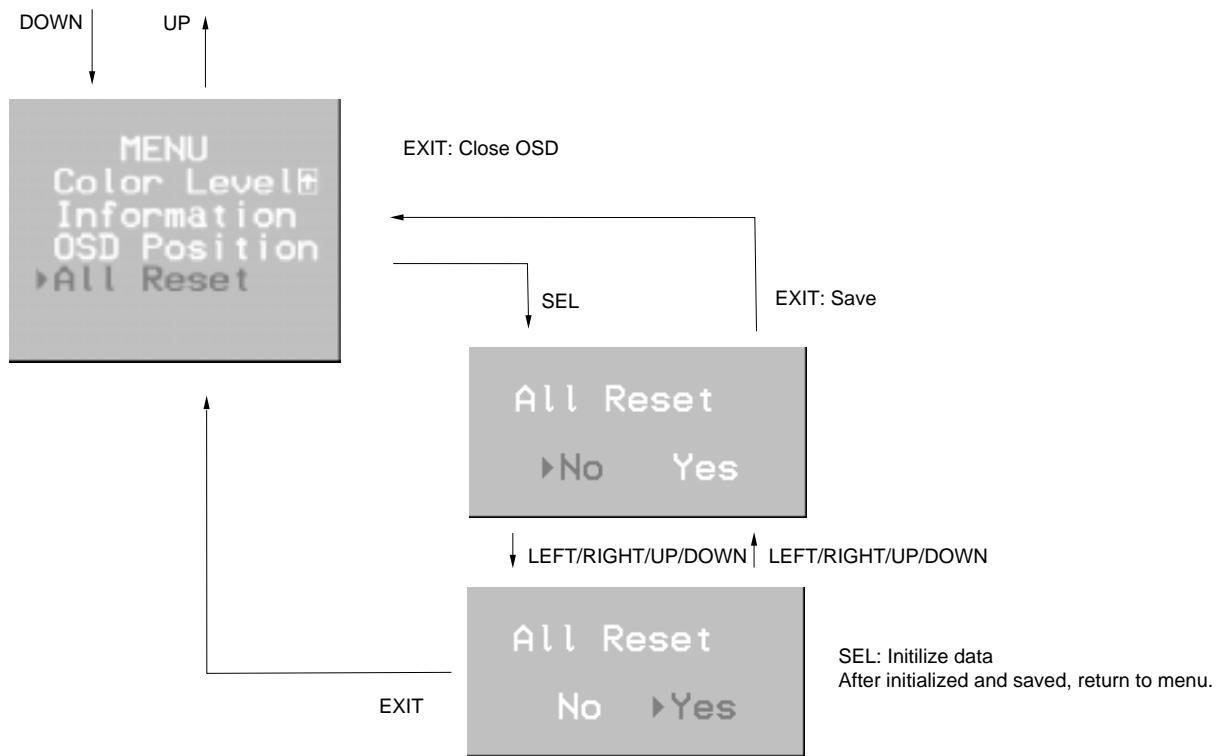 DOWN
UP
MENU
Color Level↑
Information
OSD Position
▸All Reset
EXIT: Close OSD
SEL
EXIT: Save
All Reset
▸No Yes
LEFT/RIGHT/UP/DOWN
LEFT/RIGHT/UP/DOWN
All Reset
No ▸Yes
EXIT
SEL: Initilize data
After initialized and saved, return to menu.